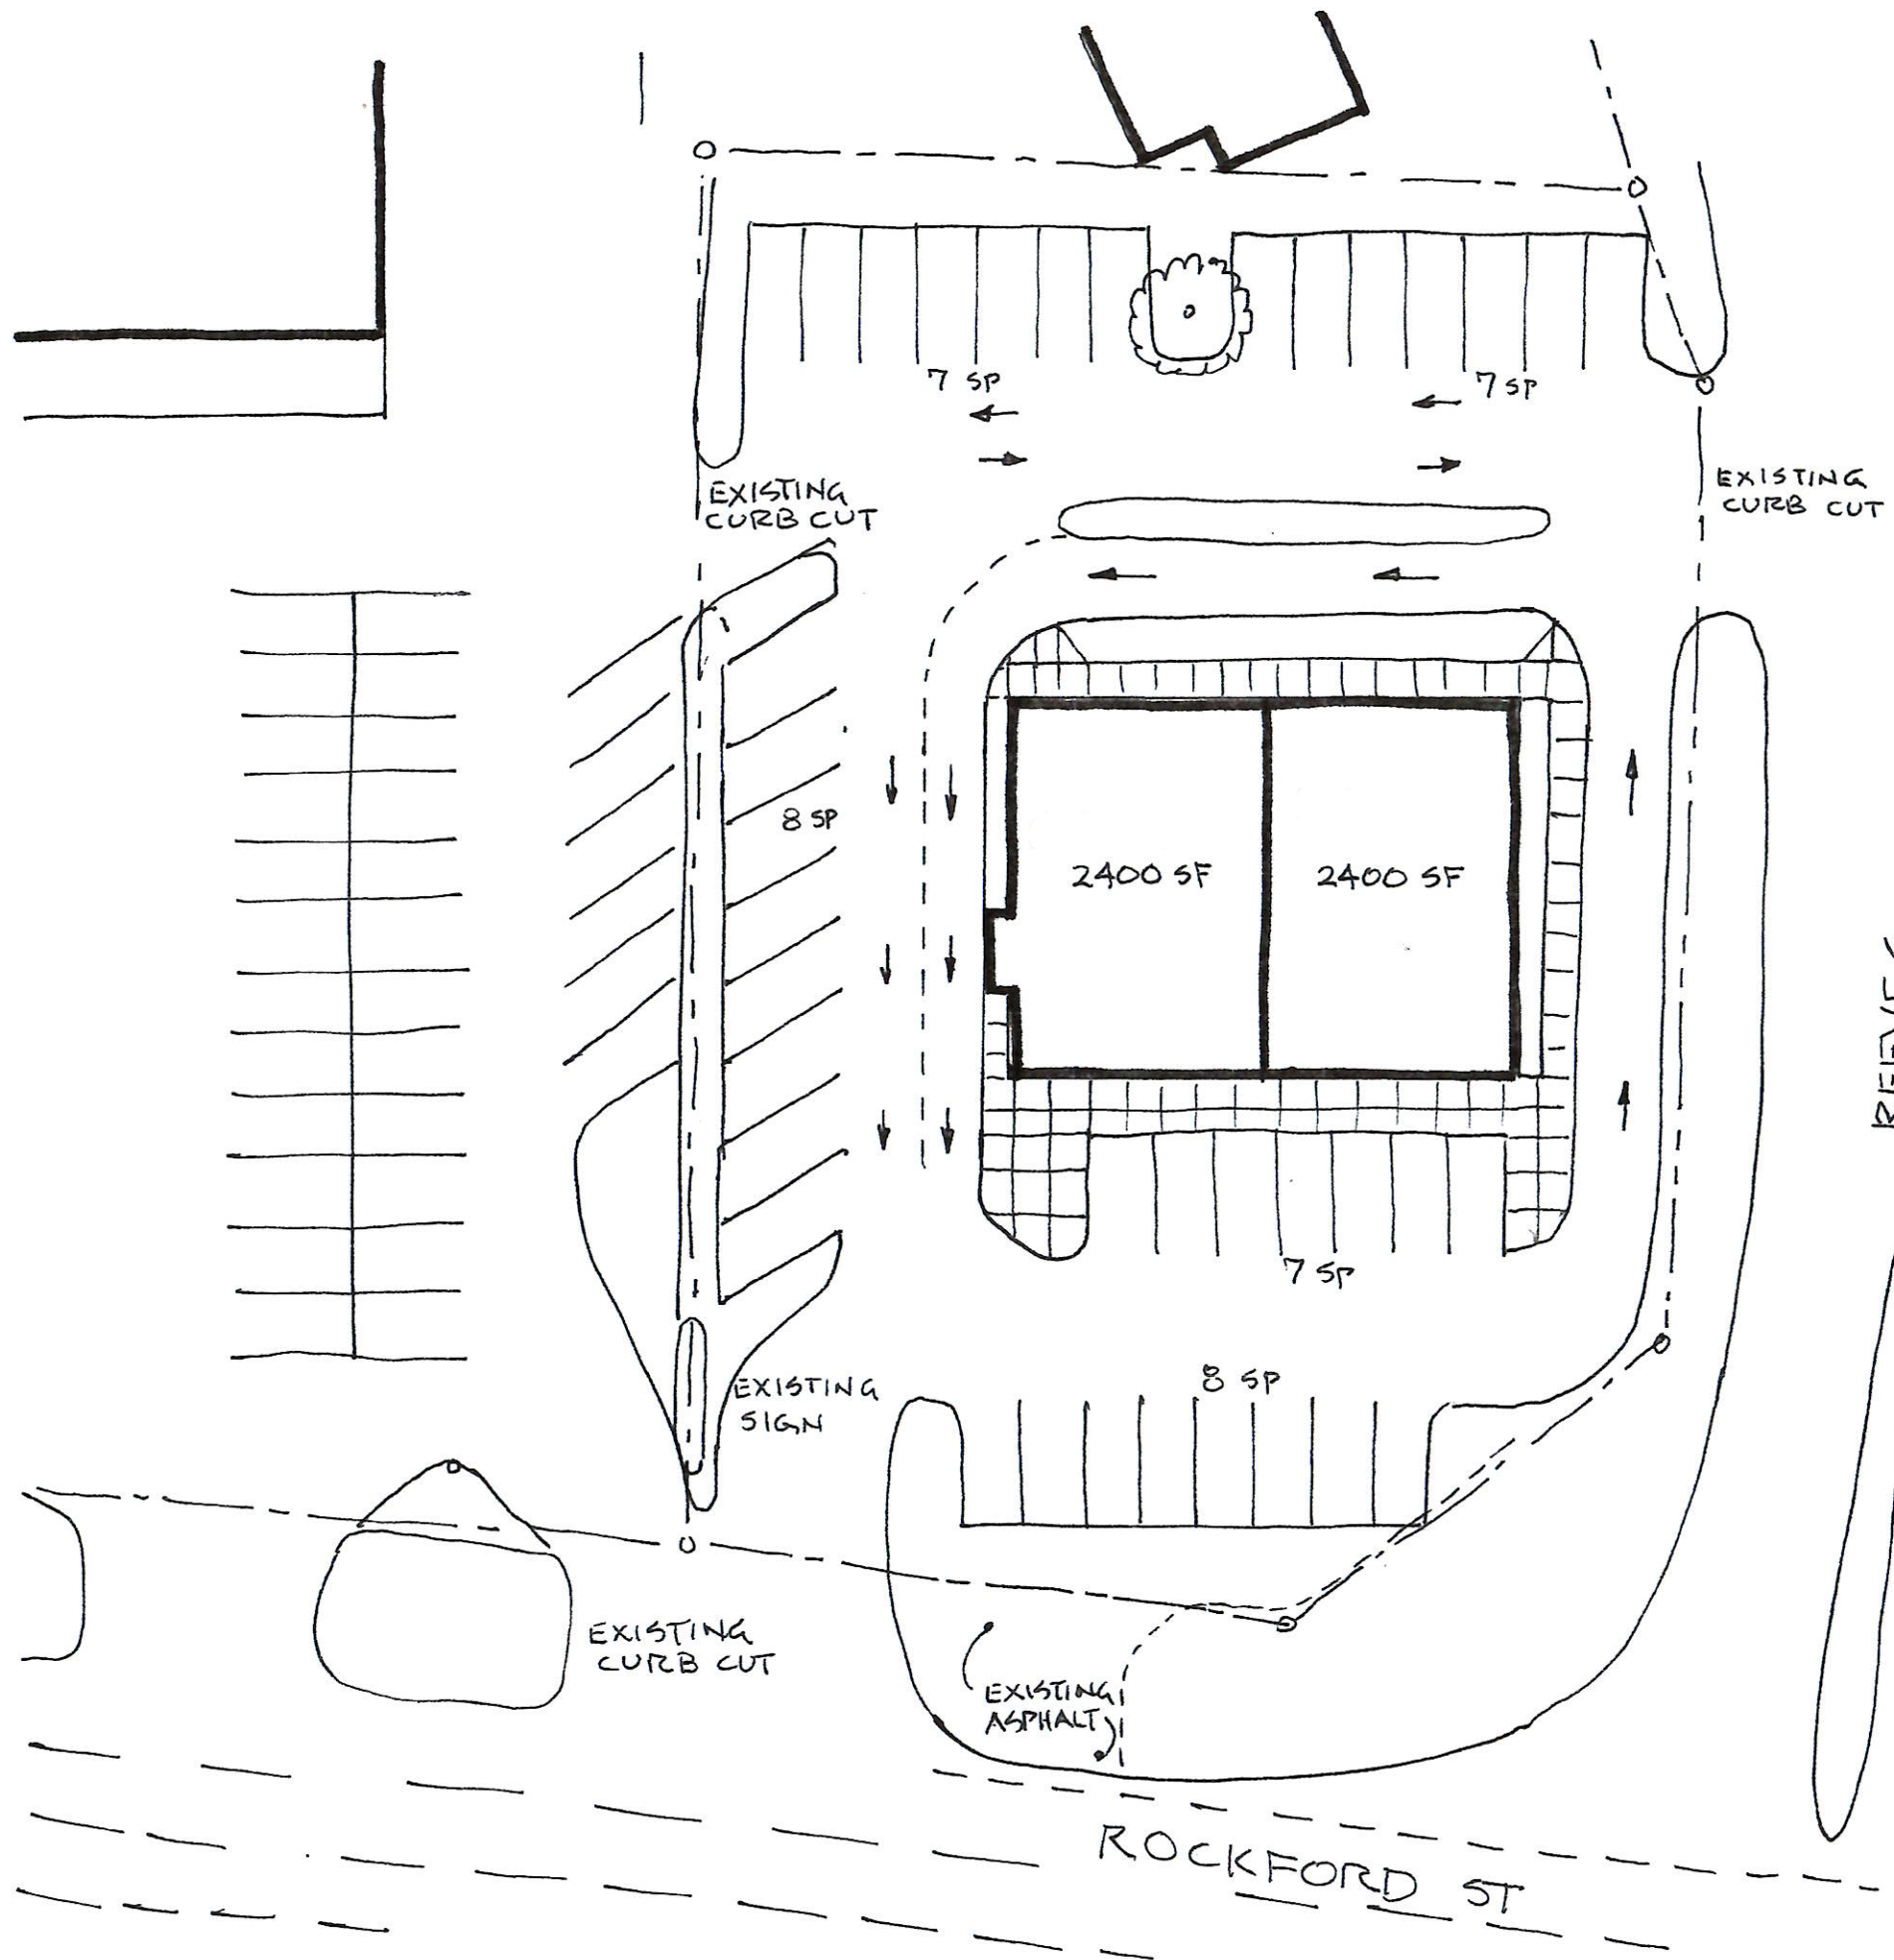 7 SP
7 SP
EXISTING
CURB CUT
EXISTING
CURB CUT
8 SP
2400 SF
2400 SF
7 SP
8 SP
EXISTING
SIGN
EXISTING
CURB CUT
EXISTING
ASPHALT
ROCKFORD ST